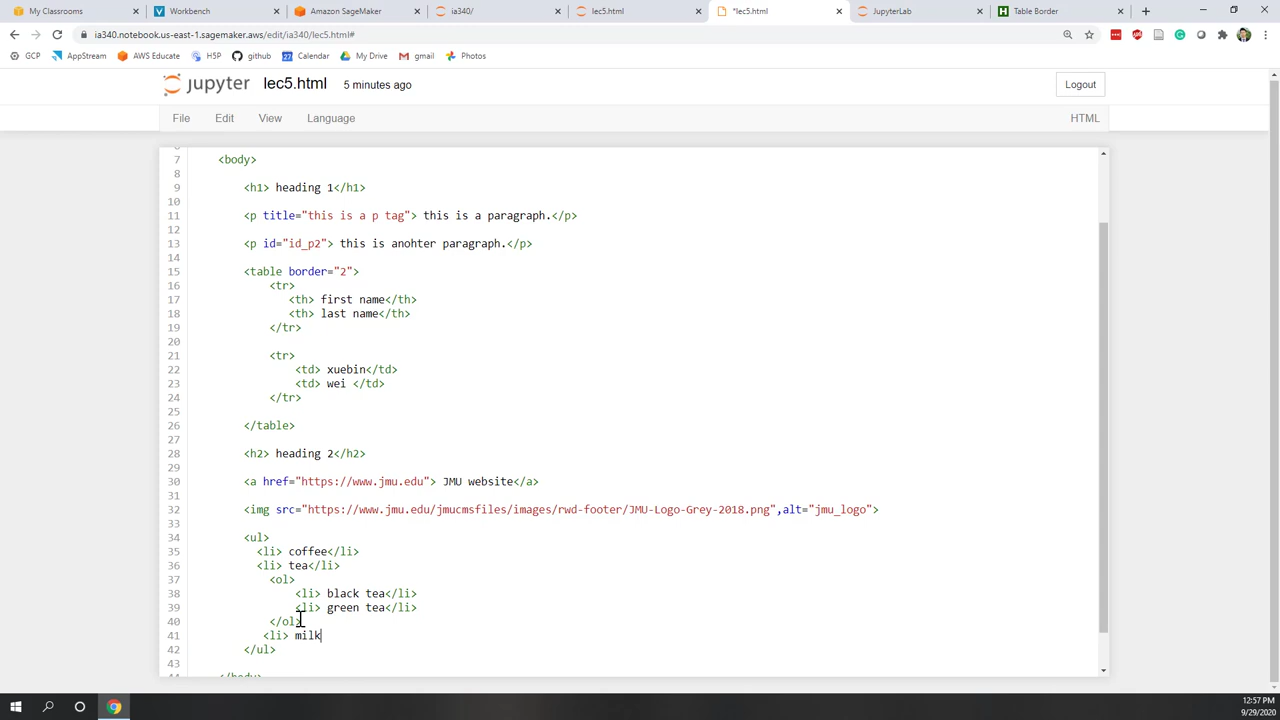 My Classrooms
Workbench
Amazon SageMaker
ia340/
lec5.html
*lec5.html
JupyterLab
Table Border
ia340.notebook.us-east-1.sagemaker.aws/edit/ia340/lec5.html#
GCP
AppStream
AWS Educate
H5P
github
Calendar
My Drive
gmail
Photos
jupyter lec5.html 5 minutes ago
Logout
File Edit View Language HTML
7 <body>
8
9 <h1> heading 1</h1>
10
11 <p title="this is a p tag"> this is a paragraph.</p>
12
13 <p id="id_p2"> this is anohter paragraph.</p>
14
15 <table border="2">
16 <tr>
17 <th> first name</th>
18 <th> last name</th>
19 </tr>
20
21 <tr>
22 <td> xuebin</td>
23 <td> wei </td>
24 </tr>
25
26 </table>
27
28 <h2> heading 2</h2>
29
30 <a href="https://www.jmu.edu"> JMU website</a>
31
32 <img src="https://www.jmu.edu/jmucmsfiles/images/rwd-footer/JMU-Logo-Grey-2018.png",alt="jmu_logo">
33
34 <ul>
35 <li> coffee</li>
36 <li> tea</li>
37 <ol>
38 <li> black tea</li>
39 <li> green tea</li>
40 </ol>
41 <li> milk
42 </ul>
43
44 </body>
12:57 PM
9/29/2020